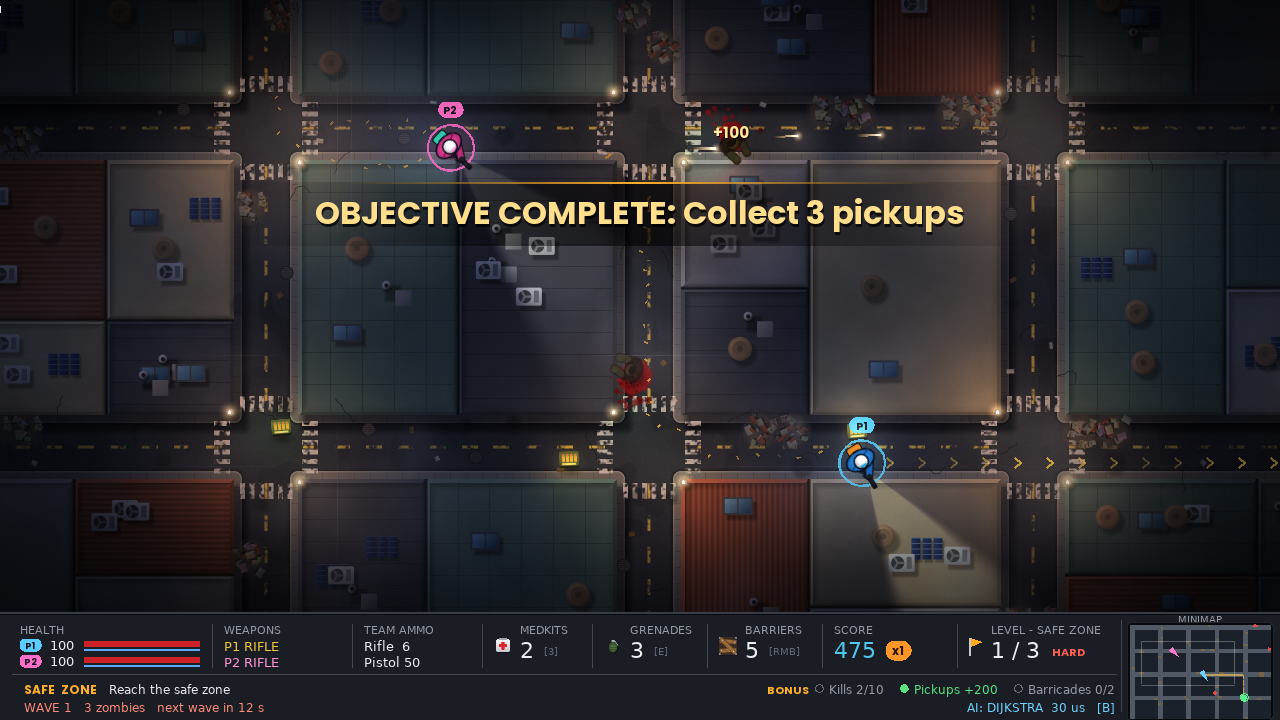 P2
+100
OBJECTIVE COMPLETE: Collect 3 pickups
P1
HEALTH
P1 100
P2 100
WEAPONS
P1 RIFLE
P2 RIFLE
TEAM AMMO
Rifle 6
Pistol 50
MEDKITS
2 [3]
GRENADES
3 [E]
BARRIERS
5 [RMB]
SCORE
475 x1
LEVEL - SAFE ZONE
1 / 3 HARD
MINIMAP
SAFE ZONE Reach the safe zone
WAVE 1 3 zombies next wave in 12 s
BONUS Kills 2/10 Pickups +200 Barricades 0/2
AI: DIJKSTRA 30 us [B]